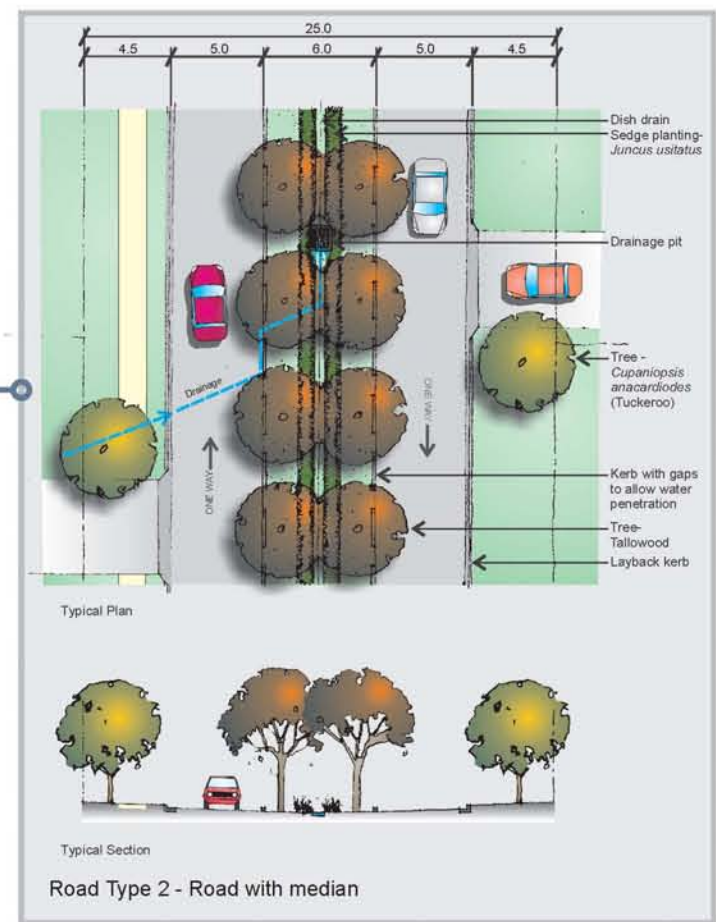 25.0
4.5 5.0 6.0 5.0 4.5
Dish drain
Sedge planting-
Juncus usitatus
Drainage pit
Drainage
ONE WAY
ONE WAY
Tree -
Cupaniopsis
anacardiodes
(Tuckeroo)
Kerb with gaps
to allow water
penetration
Tree-
Tallowood
Layback kerb
Typical Plan
Typical Section
Road Type 2 - Road with median